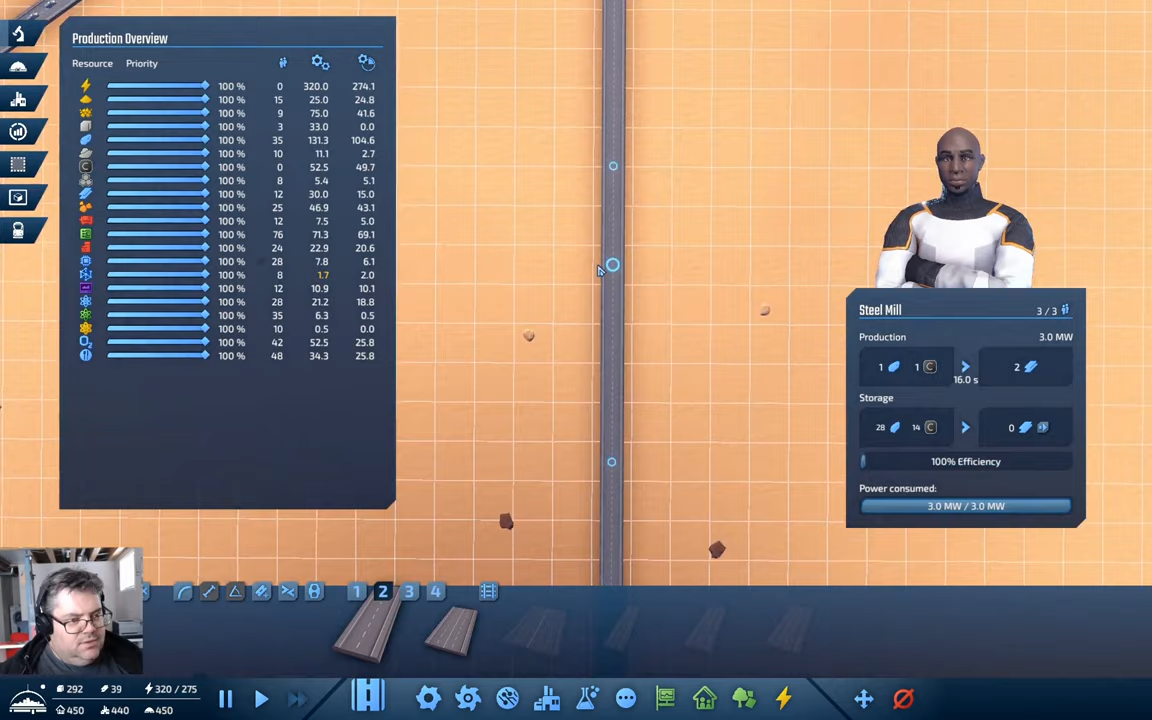 Production Overview
Resource Priority
100 % 0 320.0 274.1
100 % 15 25.0 24.8
100 % 9 75.0 41.6
100 % 3 33.0 0.0
100 % 35 131.3 104.6
100 % 10 11.1 2.7
C 100 % 0 52.5 49.7
100 % 8 5.4 5.1
100 % 12 30.0 15.0
100 % 25 46.9 43.1
100 % 12 7.5 5.0
100 % 76 71.3 69.1
100 % 24 22.9 20.6
100 % 28 7.8 6.1
100 % 8 1.7 2.0
100 % 12 10.9 10.1
100 % 28 21.2 18.8
100 % 35 6.3 0.5
100 % 10 0.5 0.0
O2 100 % 42 52.5 25.8
100 % 48 34.3 25.8
Steel Mill 3 / 3
Production 3.0 MW
1 1 C 2
16.0 s
Storage
28 14 C 0
100% Efficiency
Power consumed:
3.0 MW / 3.0 MW
1 2 3 4
292 39 320 / 275
450 440 450